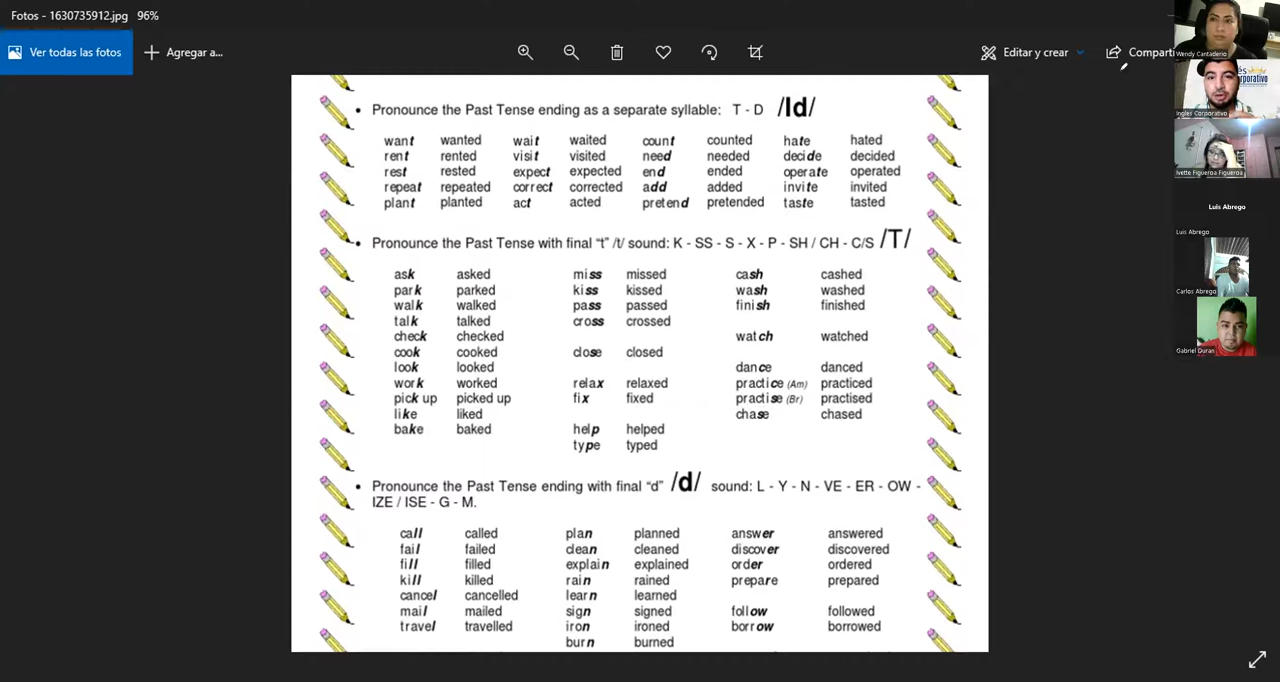 Fotos - 1630735912.jpg 96%
Ver todas las fotos
Agregar a...
Editar y crear
Comparti
Wendy Cantaderio
és
orporativo
Ingles Corporativo
Ivette Figueroa Figueroa
Luis Abrego
Luis Abrego
Carlos Abrego
Gabriel Duran
• Pronounce the Past Tense ending as a separate syllable: T - D /Id/
want wanted wait waited count counted hate hated
rent rented visit visited need needed decide decided
rest rested expect expected end ended operate operated
repeat repeated correct corrected add added invite invited
plant planted act acted pretend pretended taste tasted
• Pronounce the Past Tense with final “t” /t/ sound: K - SS - S - X - P - SH / CH - C/S /T/
ask asked miss missed cash cashed
park parked kiss kissed wash washed
walk walked pass passed finish finished
talk talked cross crossed
check checked watch watched
cook cooked close closed
look looked dance danced
work worked relax relaxed practice (Am) practiced
pick up picked up fix fixed practise (Br) practised
like liked chase chased
bake baked help helped
type typed
• Pronounce the Past Tense ending with final “d” /d/ sound: L - Y - N - VE - ER - OW -
IZE / ISE - G - M.
call called plan planned answer answered
fail failed clean cleaned discover discovered
fill filled explain explained order ordered
kill killed rain rained prepare prepared
cancel cancelled learn learned
mail mailed sign signed follow followed
travel travelled iron ironed borrow borrowed
burn burned